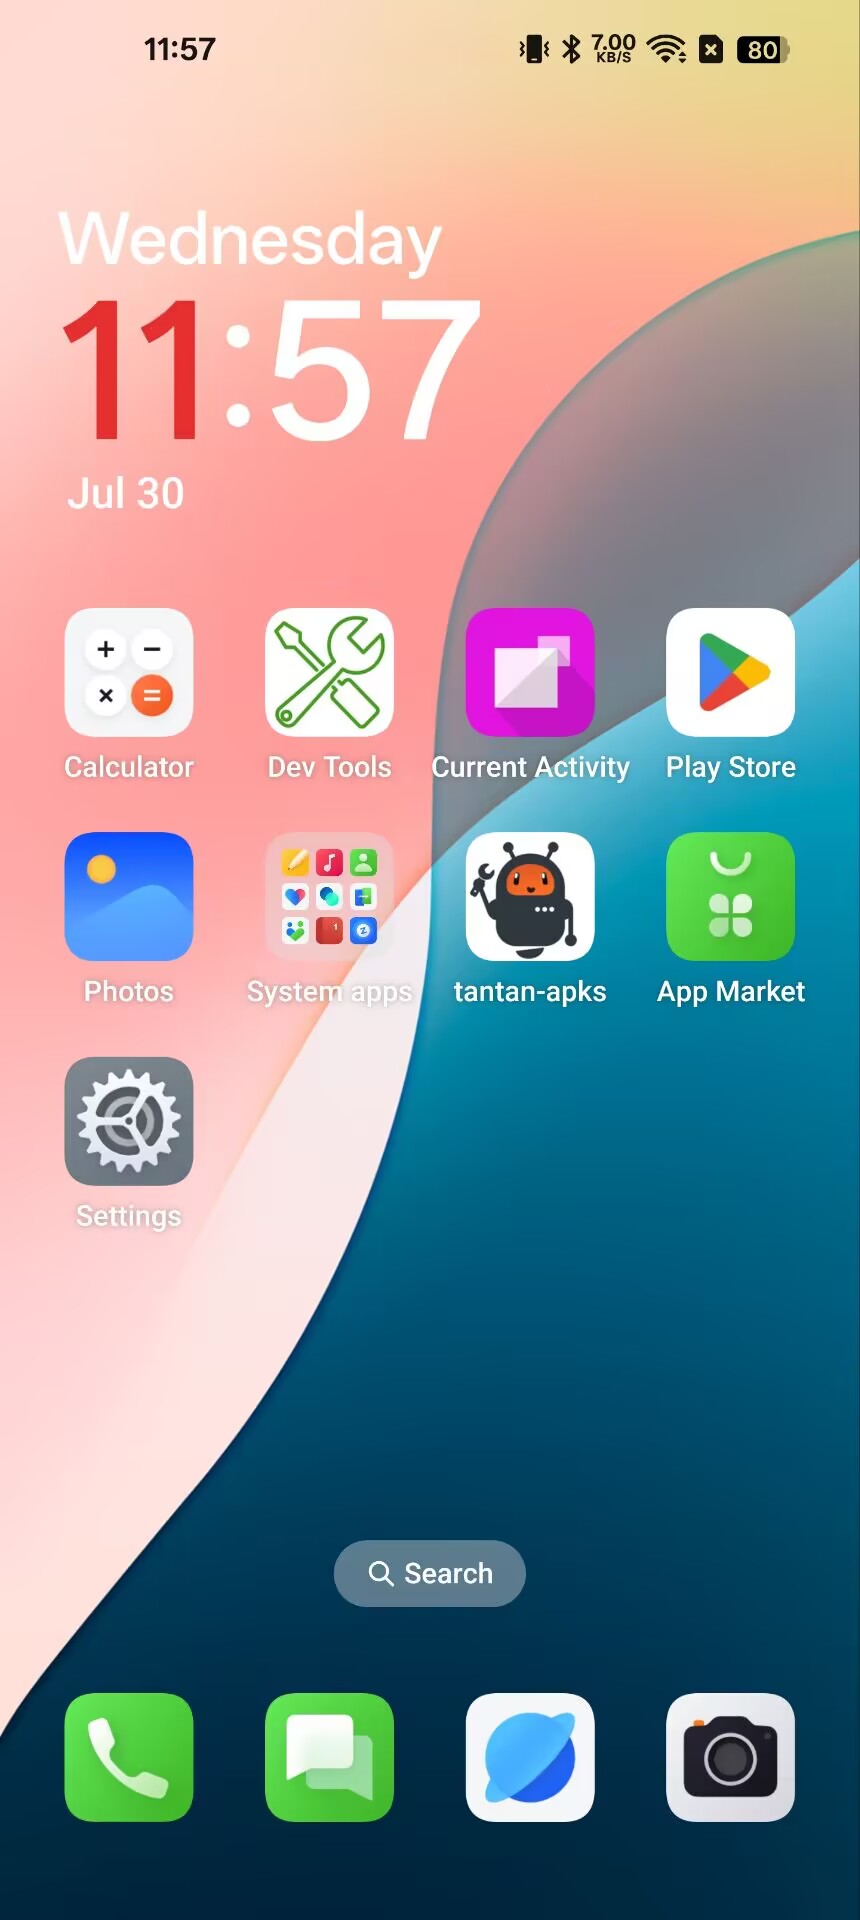 11:57
7.00
KB/S
80
Wednesday
11:57
Jul 30
Calculator
Dev Tools
Current Activity
Play Store
Photos
System apps
tantan-apks
App Market
Settings
Search